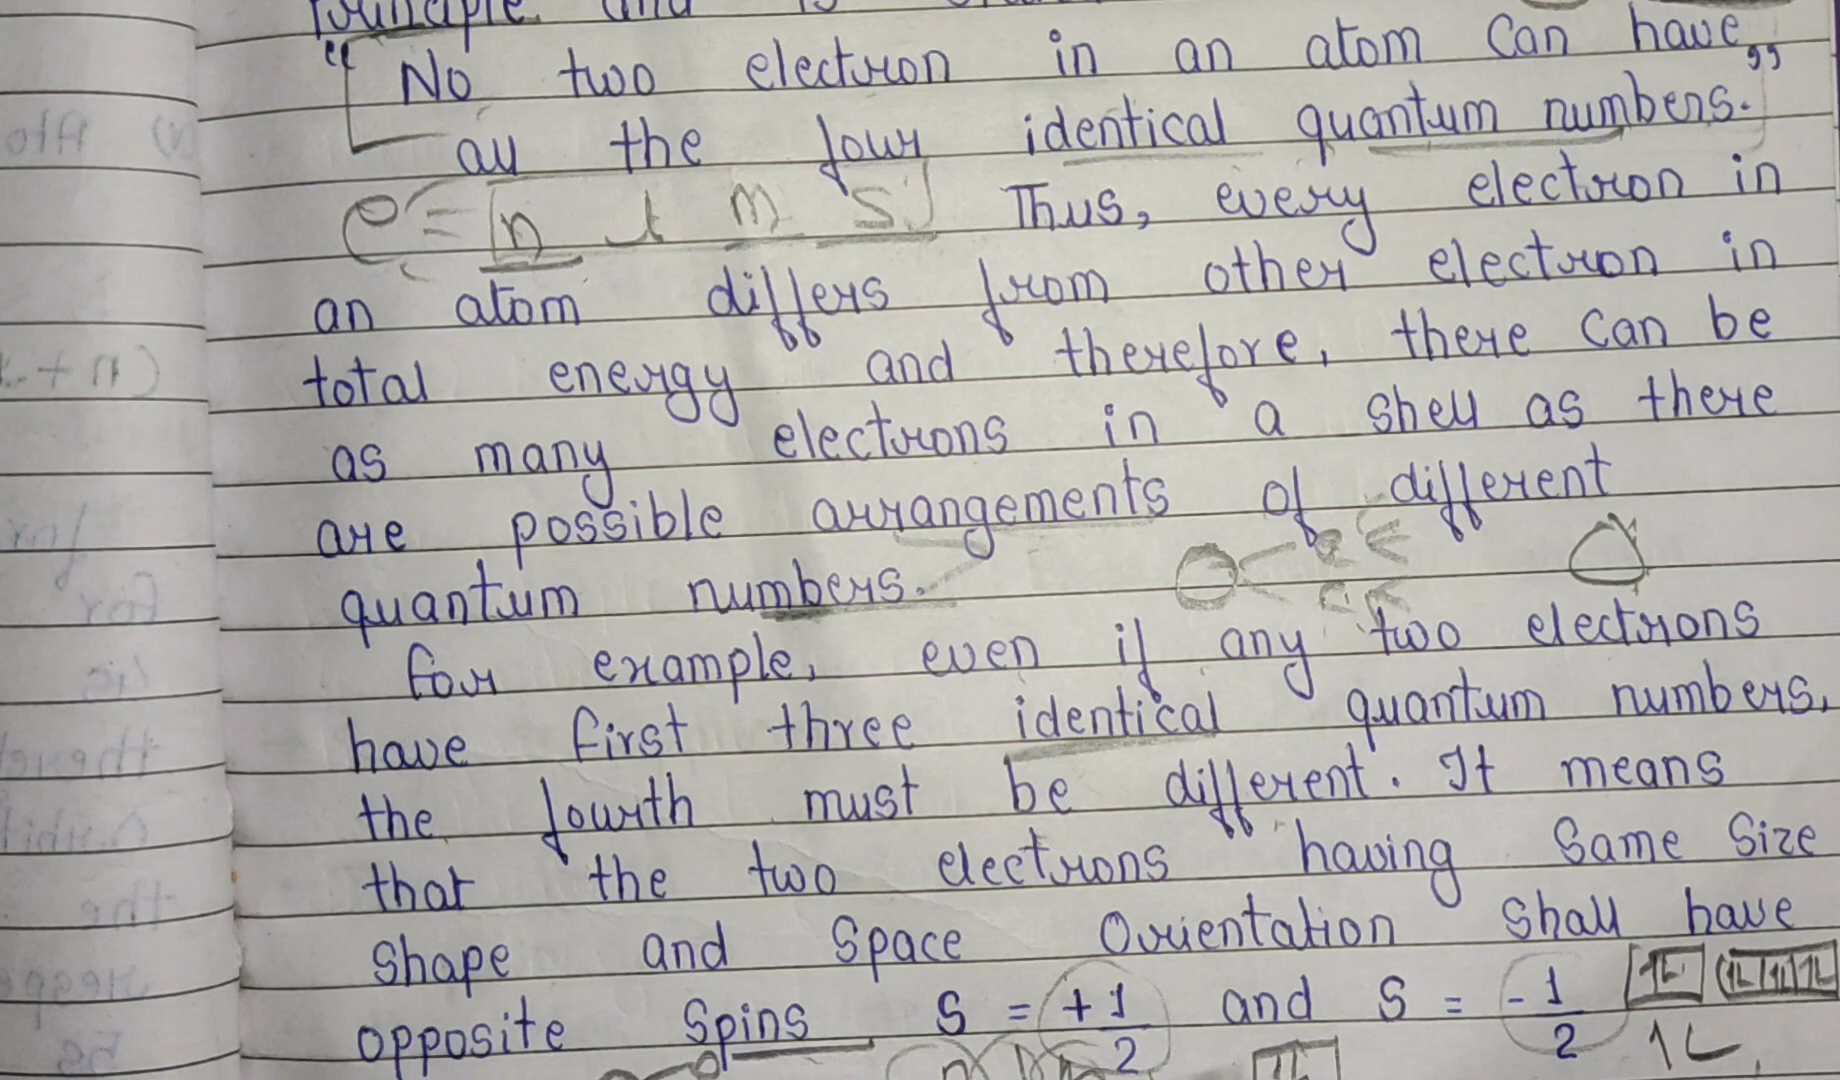 "No two electron in an atom can have
all the four identical quantum numbers."
e = n l m s Thus, every electron in
an atom differs from other electron in
total energy and therefore, there can be
as many electrons in a shell as there
are possible arrangements of different
quantum numbers.
for example, even if any two electrons
have first three identical quantum numbers,
the fourth must be different. It means
that the two electrons having same size
shape and space orientation shall have
opposite spins s = +1/2 and s = -1/2